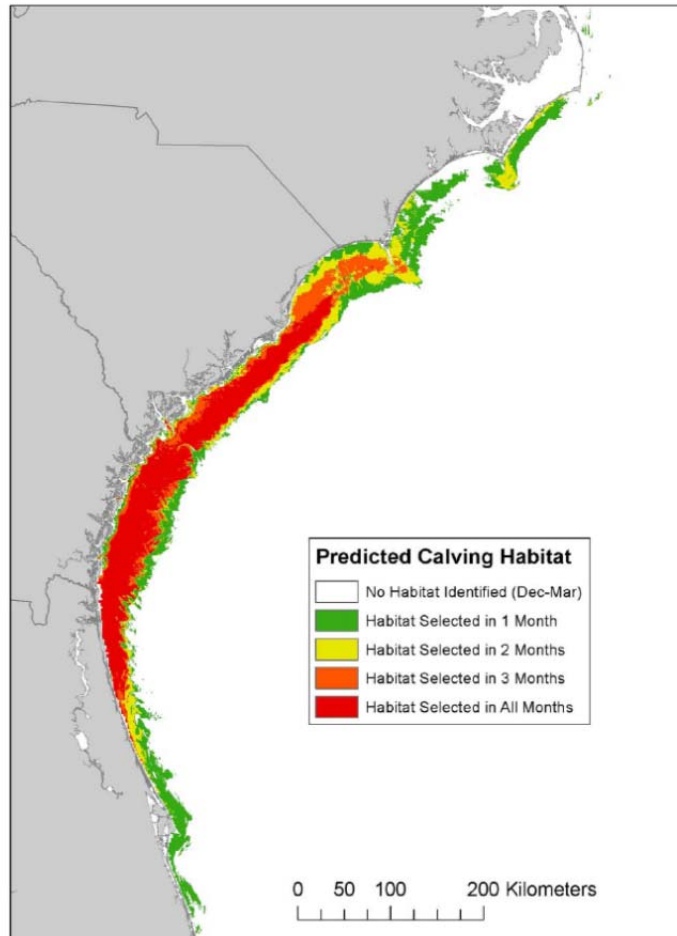 Predicted Calving Habitat
No Habitat Identified (Dec-Mar)
Habitat Selected in 1 Month
Habitat Selected in 2 Months
Habitat Selected in 3 Months
Habitat Selected in All Months
0 50 100 200 Kilometers